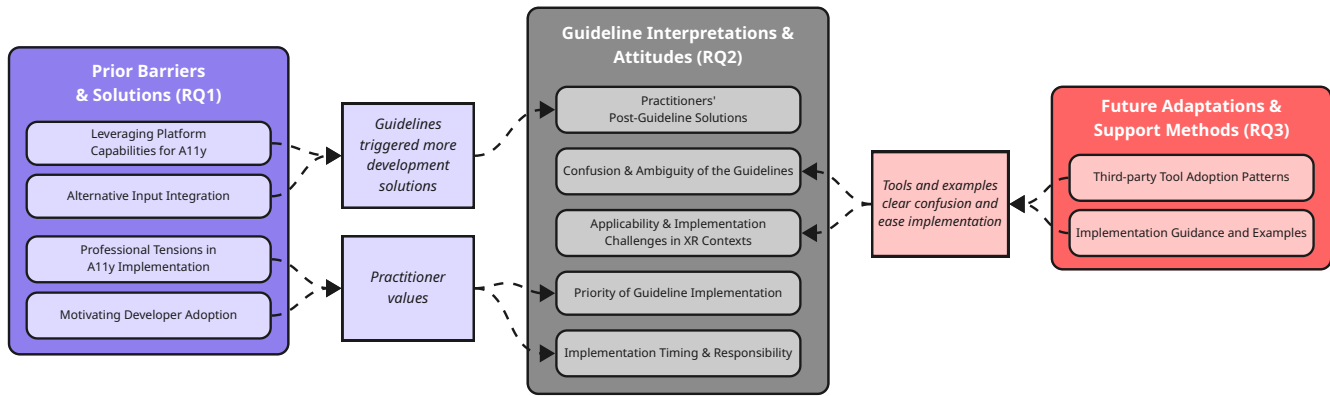 Prior Barriers
& Solutions (RQ1)
Leveraging Platform
Capabilities for A11y
Alternative Input Integration
Professional Tensions in
A11y Implementation
Motivating Developer Adoption
Guidelines
triggered more
development
solutions
Practitioner
values
Guideline Interpretations &
Attitudes (RQ2)
Practitioners'
Post-Guideline Solutions
Confusion & Ambiguity of the Guidelines
Applicability & Implementation
Challenges in XR Contexts
Priority of Guideline Implementation
Implementation Timing & Responsibility
Tools and examples
clear confusion and
ease implementation
Future Adaptations &
Support Methods (RQ3)
Third-party Tool Adoption Patterns
Implementation Guidance and Examples